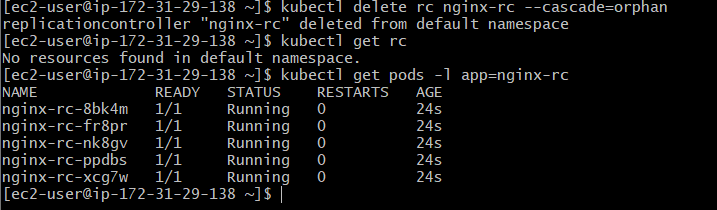 [ec2-user@ip-172-31-29-138 ~]$ kubectl delete rc nginx-rc --cascade=orphan
replicationcontroller "nginx-rc" deleted from default namespace
[ec2-user@ip-172-31-29-138 ~]$ kubectl get rc
No resources found in default namespace.
[ec2-user@ip-172-31-29-138 ~]$ kubectl get pods -l app=nginx-rc
NAME             READY   STATUS    RESTARTS   AGE
nginx-rc-8bk4m   1/1     Running   0          24s
nginx-rc-fr8pr   1/1     Running   0          24s
nginx-rc-nk8gv   1/1     Running   0          24s
nginx-rc-ppdbs   1/1     Running   0          24s
nginx-rc-xcg7w   1/1     Running   0          24s
[ec2-user@ip-172-31-29-138 ~]$